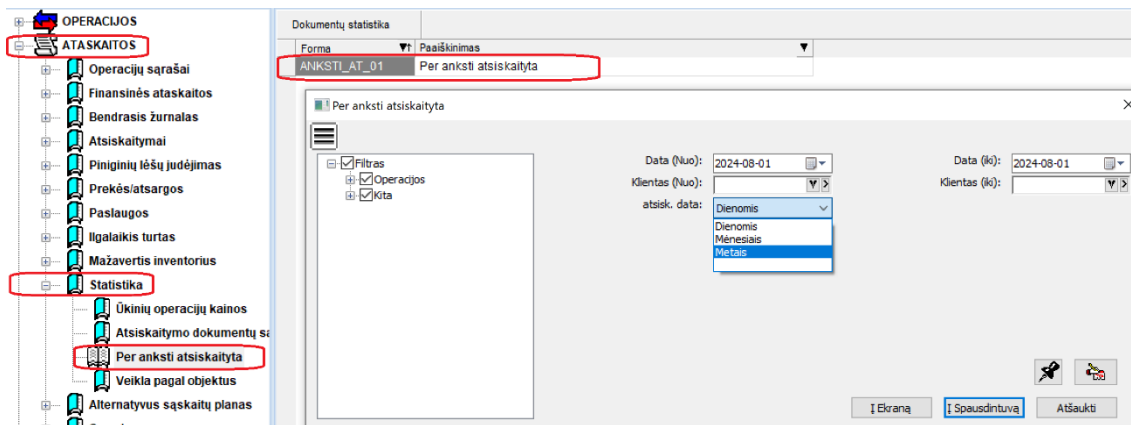 OPERACIJOS
ATASKAITOS
Operacijų sąrašai
Finansinės ataskaitos
Bendrasis žurnalas
Atsiskaitymai
Piniginių lėšų judėjimas
Prekės/atsargos
Paslaugos
Ilgalaikis turtas
Mažavertis inventorius
Statistika
Ūkinių operacijų kainos
Atsiskaitymo dokumentų są
Per anksti atsiskaityta
Veikla pagal objektus
Alternatyvus sąskaitų planas
Dokumentų statistika
Forma Paaiškinimas
ANKSTI_AT_01 Per anksti atsiskaityta
Per anksti atsiskaityta
Filtras
Operacijos
Kita
Data (Nuo): 2024-08-01 Data (iki): 2024-08-01
Klientas (Nuo): Klientas (iki):
atsisk. data: Dienomis
Dienomis
Mėnesiais
Metais
Į Ekraną Į Spausdintuvą Atšaukti